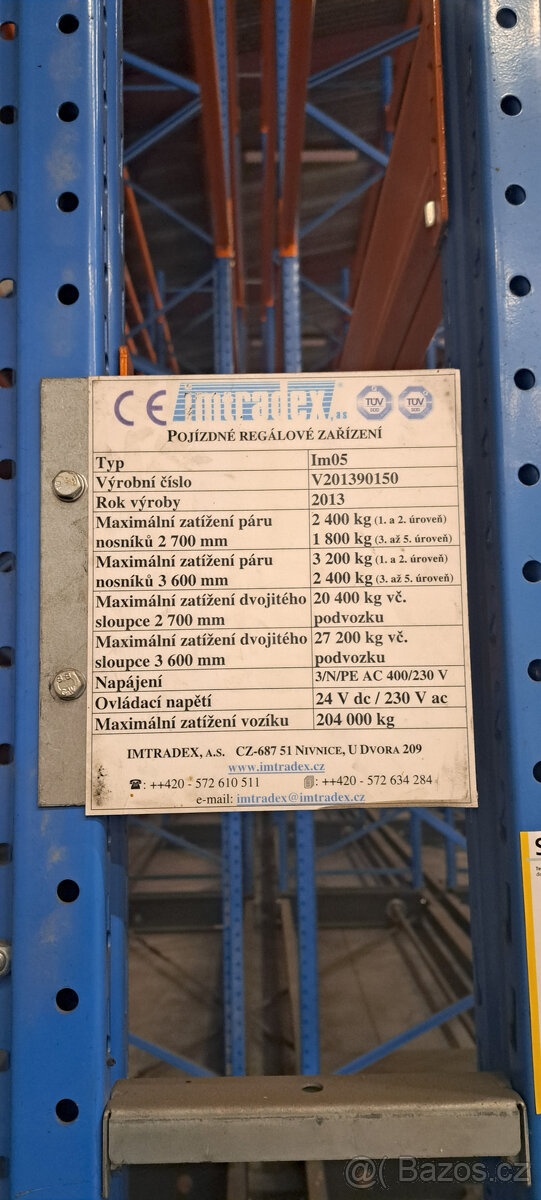 CE imtradex, a.s
TÜV SÜD TÜV SÜD
POJÍZDNÉ REGÁLOVÉ ZAŘÍZENÍ
Typ Im05
Výrobní číslo V201390150
Rok výroby 2013
Maximální zatížení páru 2 400 kg (1. a 2. úroveň)
nosníků 2 700 mm 1 800 kg (3. až 5. úroveň)
Maximální zatížení páru 3 200 kg (1. a 2. úroveň)
nosníků 3 600 mm 2 400 kg (3. až 5. úroveň)
Maximální zatížení dvojitého 20 400 kg vč.
sloupce 2 700 mm podvozku
Maximální zatížení dvojitého 27 200 kg vč.
sloupce 3 600 mm podvozku
Napájení 3/N/PE AC 400/230 V
Ovládací napětí 24 V dc / 230 V ac
Maximální zatížení vozíku 204 000 kg
IMTRADEX, A.S. CZ-687 51 NIVNICE, U DVORA 209
www.imtradex.cz
☎: ++420 - 572 610 511 : ++420 - 572 634 284
e-mail: imtradex@imtradex.cz
@ Bazos.cz